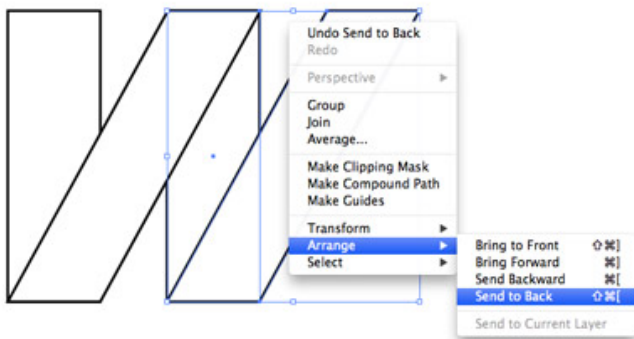 Undo Send to Back
Redo
Perspective
Group
Join
Average...
Make Clipping Mask
Make Compound Path
Make Guides
Transform
Arrange
Select
Bring to Front ⇧⌘]
Bring Forward ⌘]
Send Backward ⌘[
Send to Back ⇧⌘[
Send to Current Layer